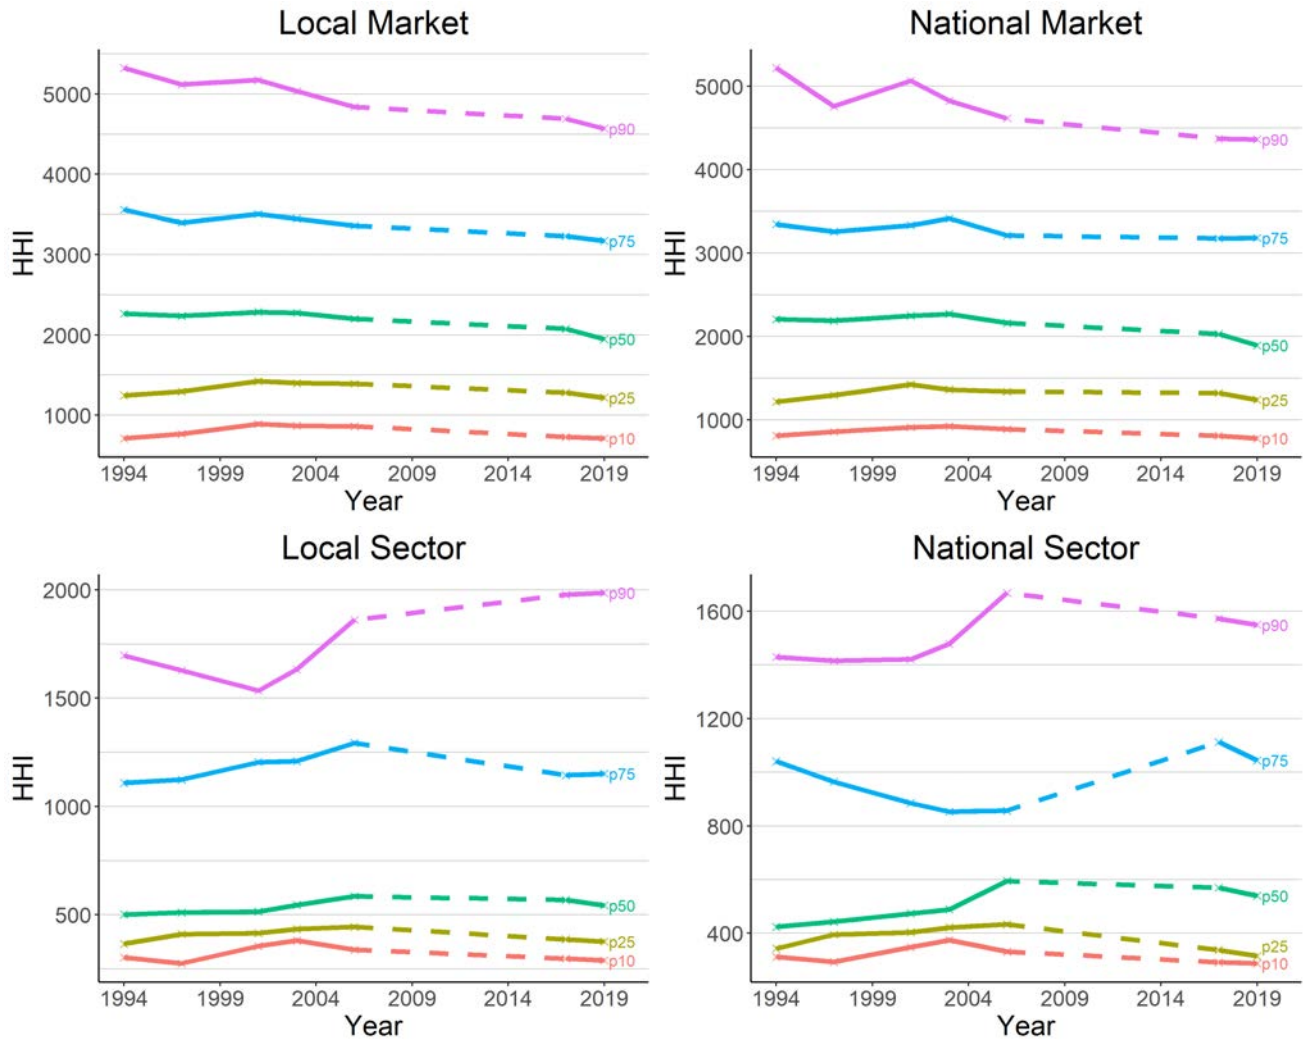 Local Market
HHI
5000
4000
3000
2000
1000
p90
p75
p50
p25
p10
1994 1999 2004 2009 2014 2019
Year
National Market
HHI
5000
4000
3000
2000
1000
p90
p75
p50
p25
p10
1994 1999 2004 2009 2014 2019
Year
Local Sector
HHI
2000
1500
1000
500
p90
p75
p50
p25
p10
1994 1999 2004 2009 2014 2019
Year
National Sector
HHI
1600
1200
800
400
p90
p75
p50
p25
p10
1994 1999 2004 2009 2014 2019
Year